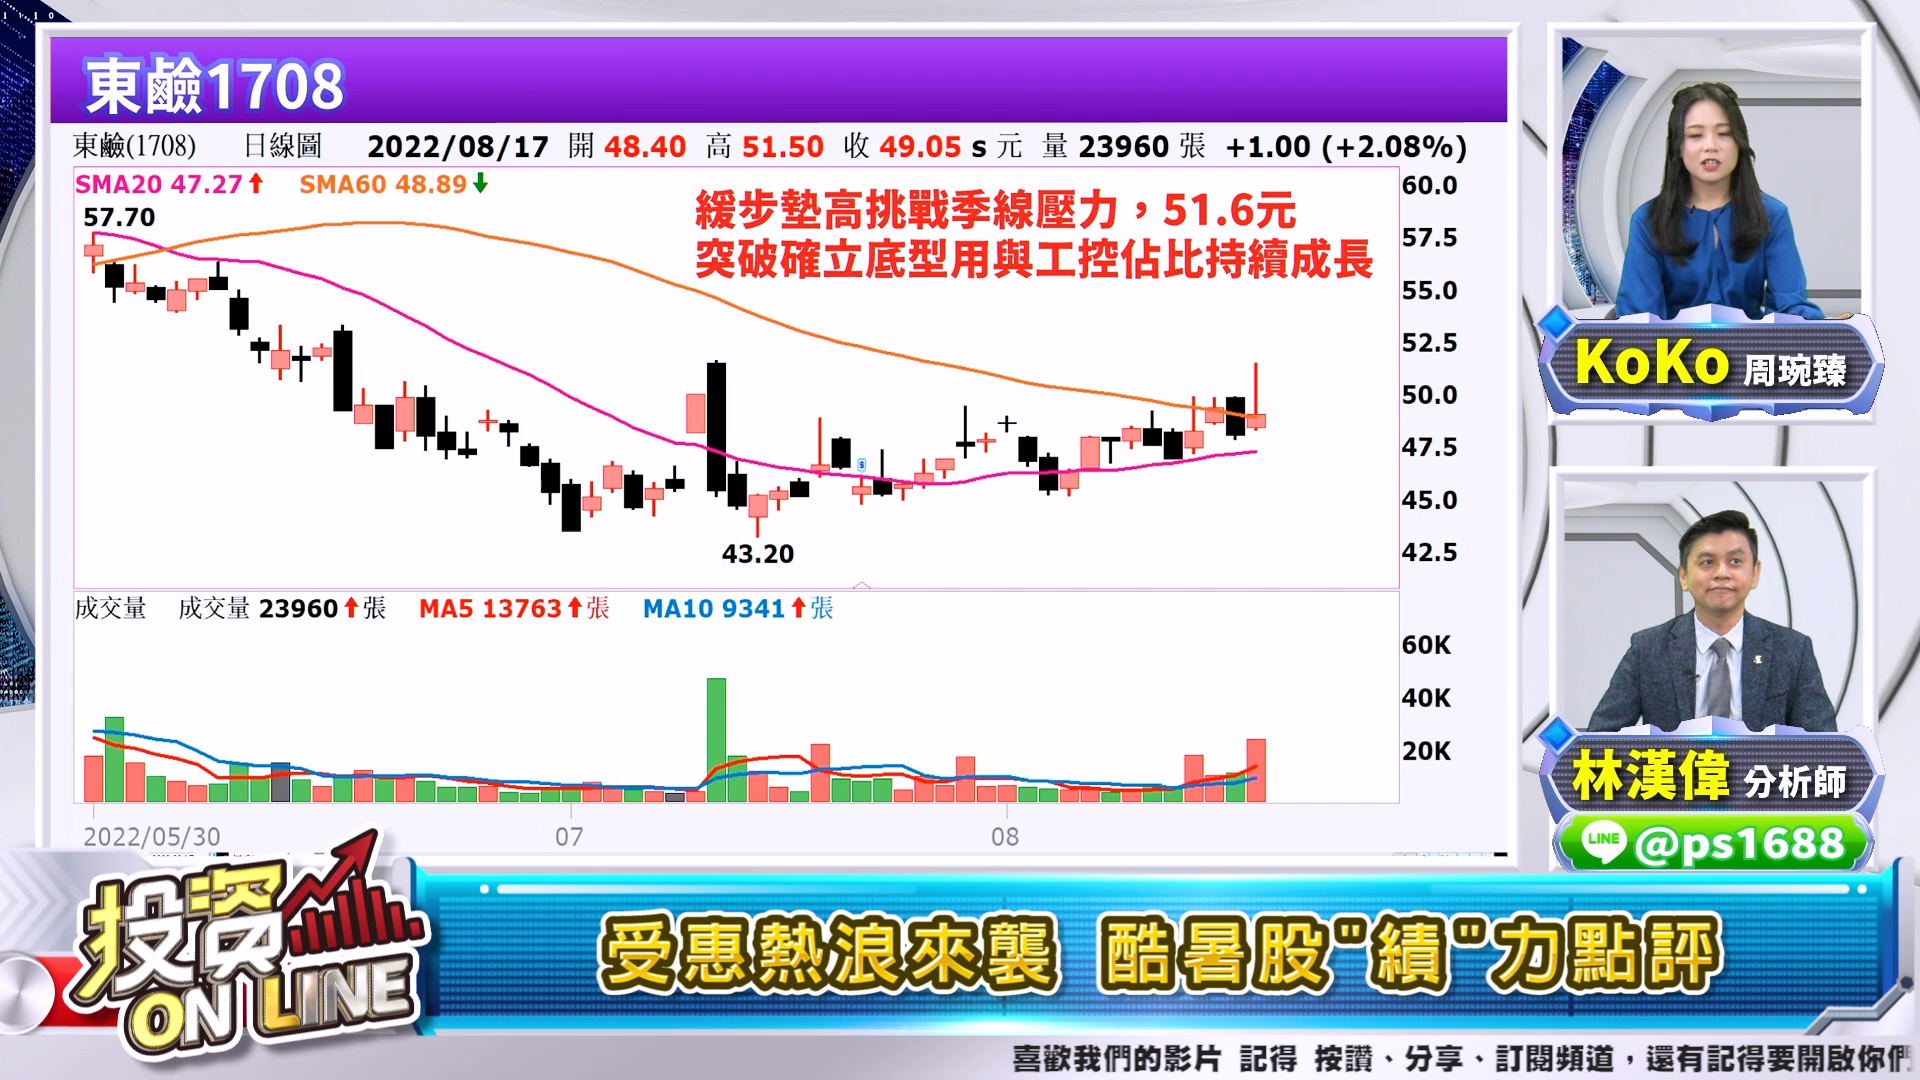 東鹼1708
東鹼(1708) 日線圖 2022/08/17 開 48.40 高 51.50 收 49.05 s 元 量 23960 張 +1.00 (+2.08%)
SMA20 47.27↑ SMA60 48.89↓
緩步墊高挑戰季線壓力，51.6元
突破確立底型用與工控佔比持續成長
57.70
43.20
60.0
57.5
55.0
52.5
50.0
47.5
45.0
42.5
成交量 成交量 23960↑張 MA5 13763↑張 MA10 9341↑張
60K
40K
20K
2022/05/30 07 08
KoKo 周琬臻
林漢偉 分析師
LINE @ps1688
投資
ON LINE
受惠熱浪來襲 酷暑股"績"力點評
喜歡我們的影片 記得 按讚、分享、訂閱頻道，還有記得要開啟你們